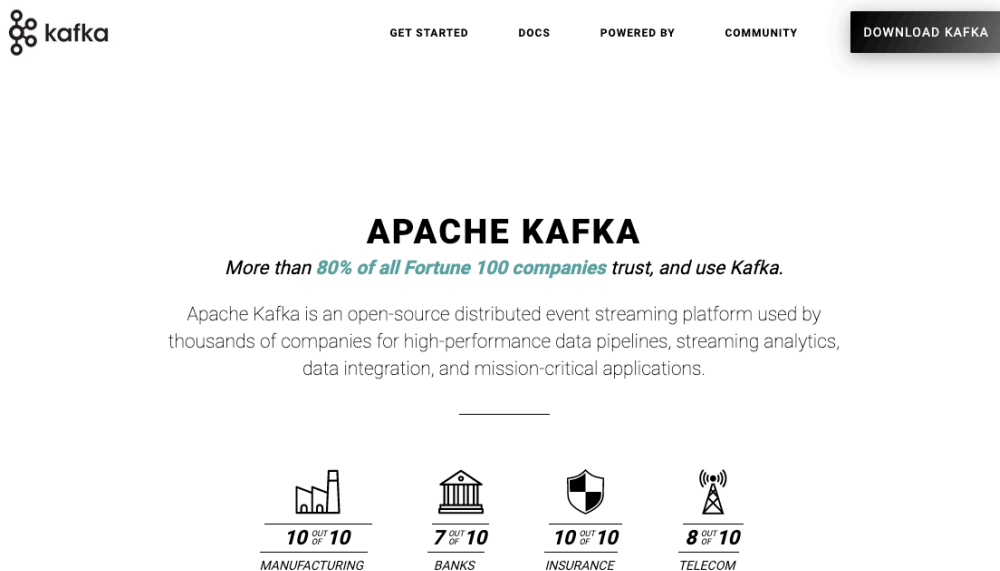 kafka
GET STARTED DOCS POWERED BY COMMUNITY DOWNLOAD KAFKA
APACHE KAFKA
More than 80% of all Fortune 100 companies trust, and use Kafka.
Apache Kafka is an open-source distributed event streaming platform used by
thousands of companies for high-performance data pipelines, streaming analytics,
data integration, and mission-critical applications.
10 OUT OF 10 7 OUT OF 10 10 OUT OF 10 8 OUT OF 10
MANUFACTURING BANKS INSURANCE TELECOM